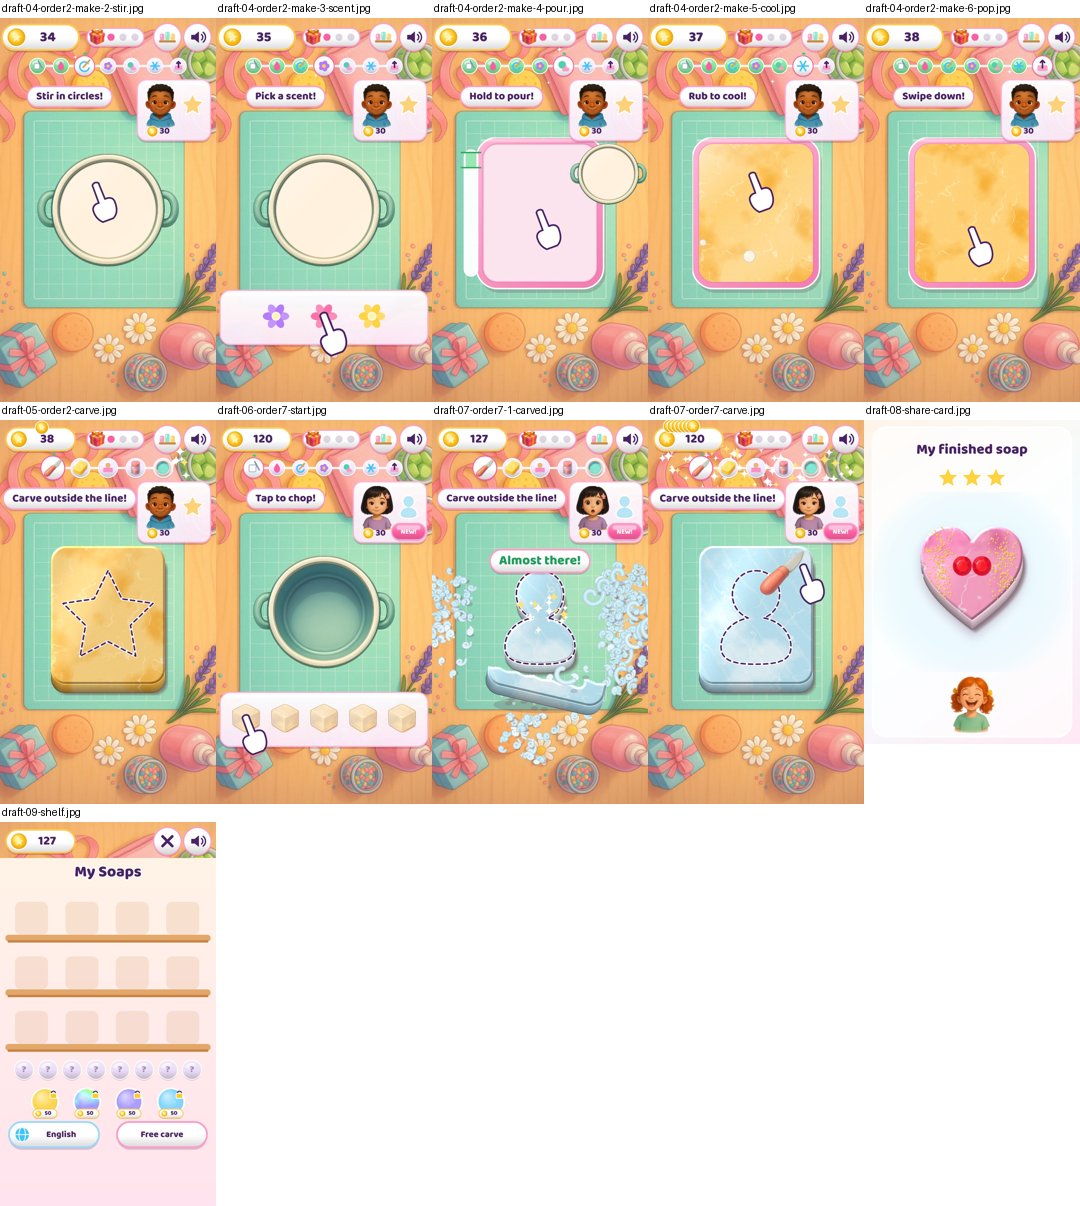 draft-04-order2-make-2-stir.jpg
draft-04-order2-make-3-scent.jpg
draft-04-order2-make-4-pour.jpg
draft-04-order2-make-5-cool.jpg
draft-04-order2-make-6-pop.jpg
34
35
36
37
38
Stir in circles!
Pick a scent!
Hold to pour!
Rub to cool!
Swipe down!
30
30
30
30
30
draft-05-order2-carve.jpg
draft-06-order7-start.jpg
draft-07-order7-1-carved.jpg
draft-07-order7-carve.jpg
draft-08-share-card.jpg
38
120
127
120
My finished soap
Carve outside the line!
Tap to chop!
Carve outside the line!
Carve outside the line!
30
30
NEW!
30
NEW!
30
NEW!
Almost there!
draft-09-shelf.jpg
127
My Soaps
? ? ? ? ? ? ? ?
50
50
50
50
English
Free carve